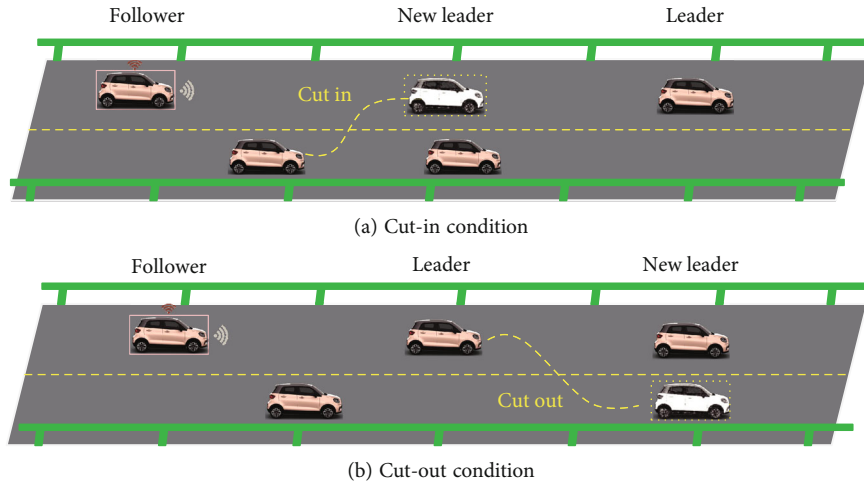 Follower New leader Leader
Cut in
(a) Cut-in condition
Follower Leader New leader
Cut out
(b) Cut-out condition